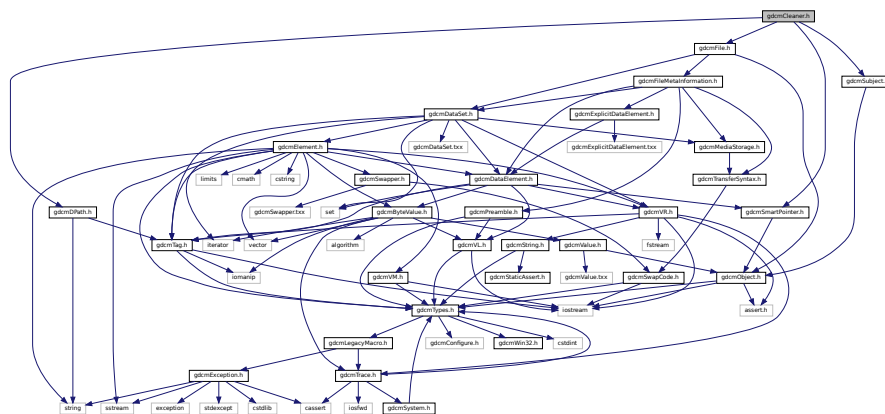 gdcmCleaner.h
gdcmFile.h
gdcmFileMetaInformation.h
gdcmSubject.
gdcmDataSet.h
gdcmExplicitDataElement.h
gdcmElement.h
gdcmDataSet.txx
gdcmExplicitDataElement.txx
gdcmMediaStorage.h
limits
cmath
cstring
gdcmSwapper.h
gdcmDataElement.h
gdcmTransferSyntax.h
gdcmDPath.h
gdcmSwapper.txx
set
gdcmByteValue.h
gdcmPreamble.h
gdcmVR.h
gdcmSmartPointer.h
gdcmTag.h
iterator
vector
algorithm
gdcmVL.h
gdcmString.h
gdcmValue.h
fstream
iomanip
gdcmVM.h
gdcmStaticAssert.h
gdcmValue.txx
gdcmSwapCode.h
gdcmObject.h
gdcmTypes.h
iostream
assert.h
gdcmLegacyMacro.h
gdcmConfigure.h
gdcmWin32.h
cstdint
gdcmException.h
gdcmTrace.h
string
sstream
exception
stdexcept
cstdlib
cassert
iosfwd
gdcmSystem.h